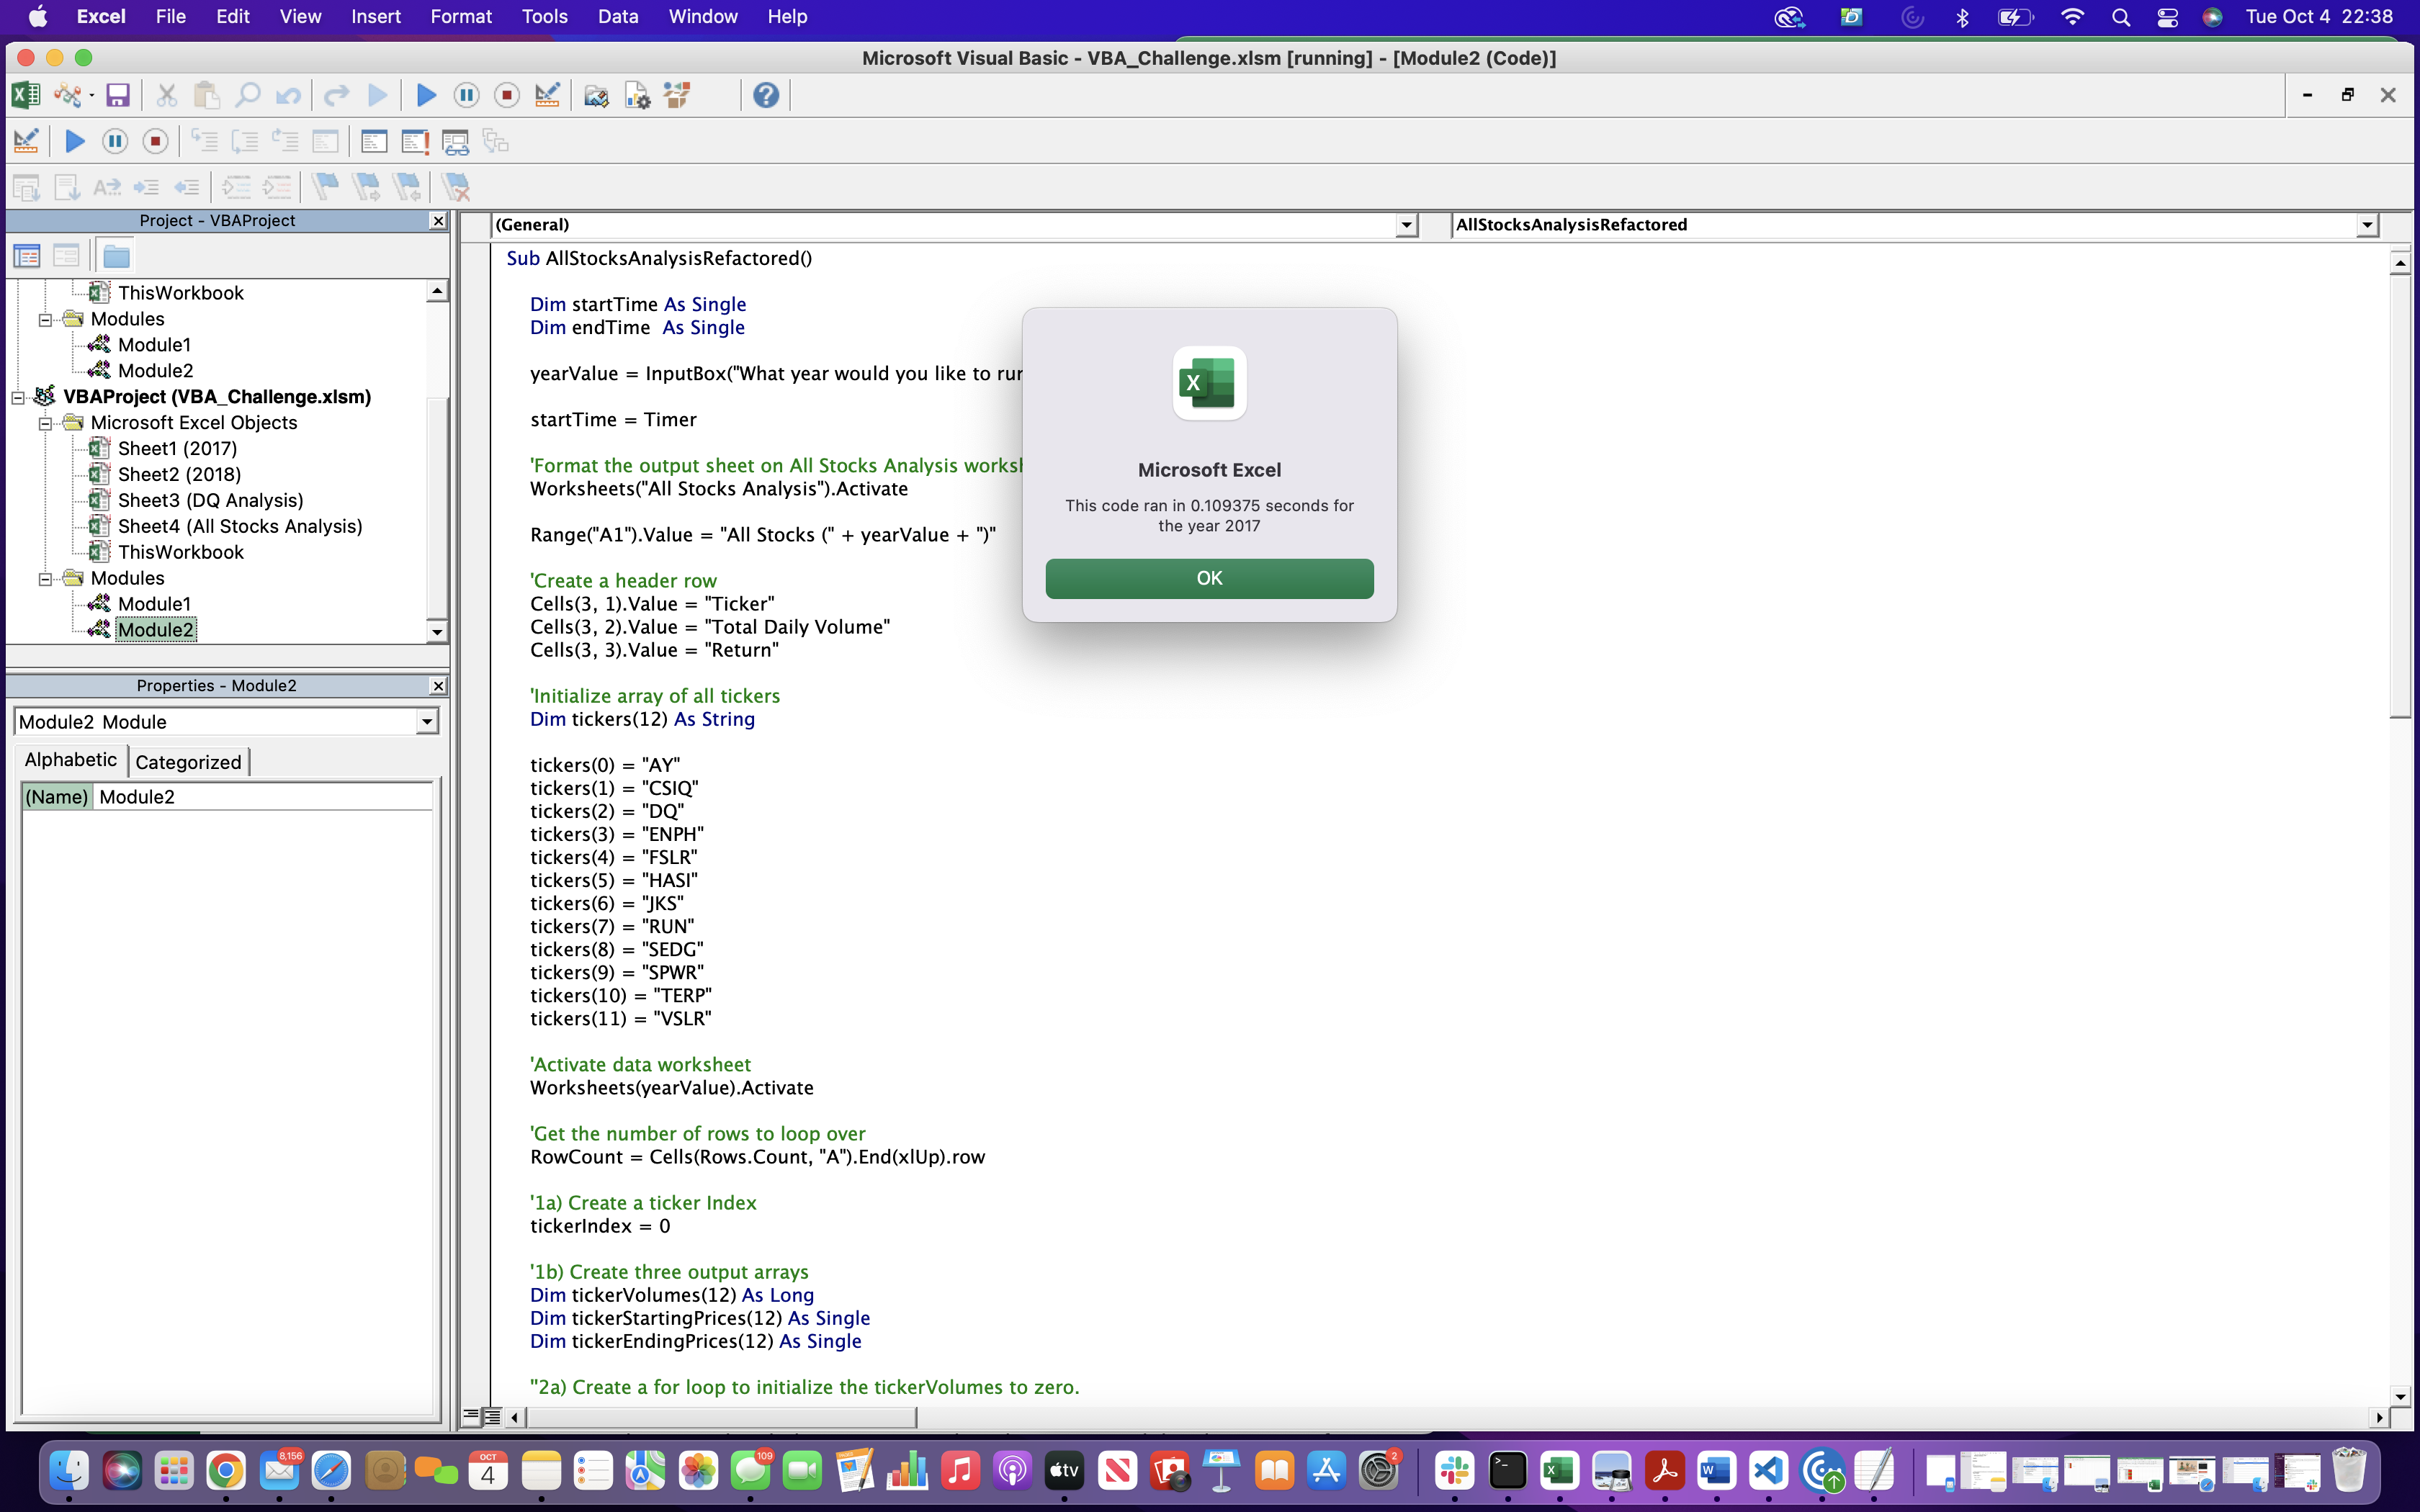 Excel File Edit View Insert Format Tools Data Window Help Tue Oct 4 22:38
Microsoft Visual Basic - VBA_Challenge.xlsm [running] - [Module2 (Code)]
Project - VBAProject
ThisWorkbook
Modules
Module1
Module2
VBAProject (VBA_Challenge.xlsm)
Microsoft Excel Objects
Sheet1 (2017)
Sheet2 (2018)
Sheet3 (DQ Analysis)
Sheet4 (All Stocks Analysis)
ThisWorkbook
Modules
Module1
Module2
Properties - Module2
Module2 Module
Alphabetic Categorized
(Name) Module2
(General) AllStocksAnalysisRefactored
Sub AllStocksAnalysisRefactored()
Dim startTime As Single
Dim endTime  As Single
yearValue = InputBox("What year would you like to rur
startTime = Timer
'Format the output sheet on All Stocks Analysis worksh
Worksheets("All Stocks Analysis").Activate
Range("A1").Value = "All Stocks (" + yearValue + ")"
'Create a header row
Cells(3, 1).Value = "Ticker"
Cells(3, 2).Value = "Total Daily Volume"
Cells(3, 3).Value = "Return"
'Initialize array of all tickers
Dim tickers(12) As String
tickers(0) = "AY"
tickers(1) = "CSIQ"
tickers(2) = "DQ"
tickers(3) = "ENPH"
tickers(4) = "FSLR"
tickers(5) = "HASI"
tickers(6) = "JKS"
tickers(7) = "RUN"
tickers(8) = "SEDG"
tickers(9) = "SPWR"
tickers(10) = "TERP"
tickers(11) = "VSLR"
'Activate data worksheet
Worksheets(yearValue).Activate
'Get the number of rows to loop over
RowCount = Cells(Rows.Count, "A").End(xlUp).row
'1a) Create a ticker Index
tickerIndex = 0
'1b) Create three output arrays
Dim tickerVolumes(12) As Long
Dim tickerStartingPrices(12) As Single
Dim tickerEndingPrices(12) As Single
''2a) Create a for loop to initialize the tickerVolumes to zero.
Microsoft Excel
This code ran in 0.109375 seconds for
the year 2017
OK
8,156
OCT
4
109
tv
2